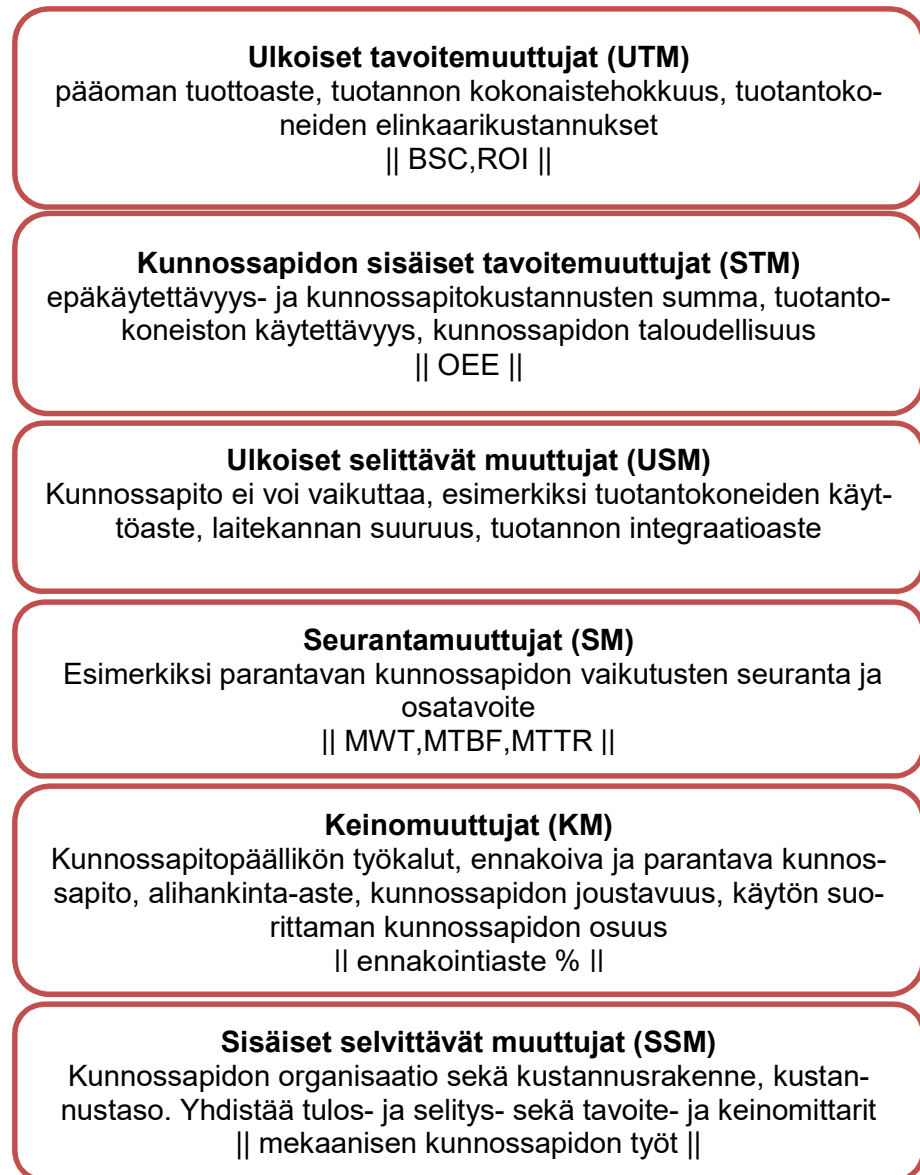 Ulkoiset tavoitemuuttujat (UTM)
pääoman tuottoaste, tuotannon kokonaistehokkuus, tuotantoko-
neiden elinkaarikustannukset
|| BSC,ROI ||
Kunnossapidon sisäiset tavoitemuuttujat (STM)
epäkäytettävyys- ja kunnossapitokustannusten summa, tuotanto-
koneiston käytettävyys, kunnossapidon taloudellisuus
|| OEE ||
Ulkoiset selittävät muuttujat (USM)
Kunnossapito ei voi vaikuttaa, esimerkiksi tuotantokoneiden käyt-
töaste, laitekannan suuruus, tuotannon integraatioaste
Seurantamuuttujat (SM)
Esimerkiksi parantavan kunnossapidon vaikutusten seuranta ja
osatavoite
|| MWT,MTBF,MTTR ||
Keinomuuttujat (KM)
Kunnossapitopäällikön työkalut, ennakoiva ja parantava kunnos-
sapito, alihankinta-aste, kunnossapidon joustavuus, käytön suo-
rittaman kunnossapidon osuus
|| ennakointiaste % ||
Sisäiset selvittävät muuttujat (SSM)
Kunnossapidon organisaatio sekä kustannusrakenne, kustan-
nustaso. Yhdistää tulos- ja selitys- sekä tavoite- ja keinomittarit
|| mekaanisen kunnossapidon työt ||